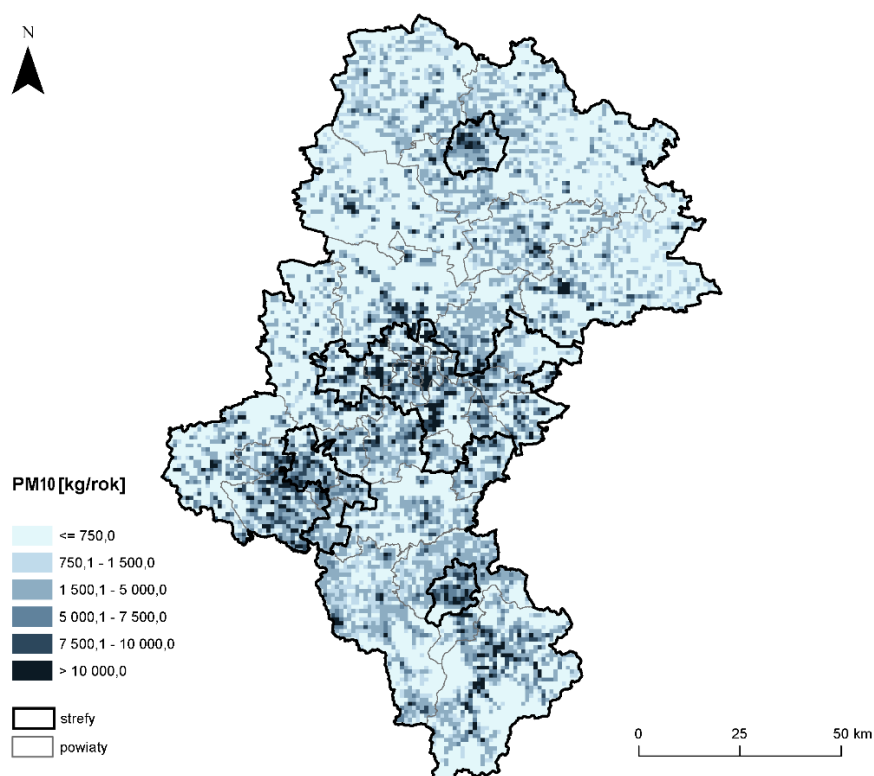 N
PM10 [kg/rok]
<= 750,0
750,1 - 1 500,0
1 500,1 - 5 000,0
5 000,1 - 7 500,0
7 500,1 - 10 000,0
> 10 000,0
strefy
powiaty
0 25 50 km